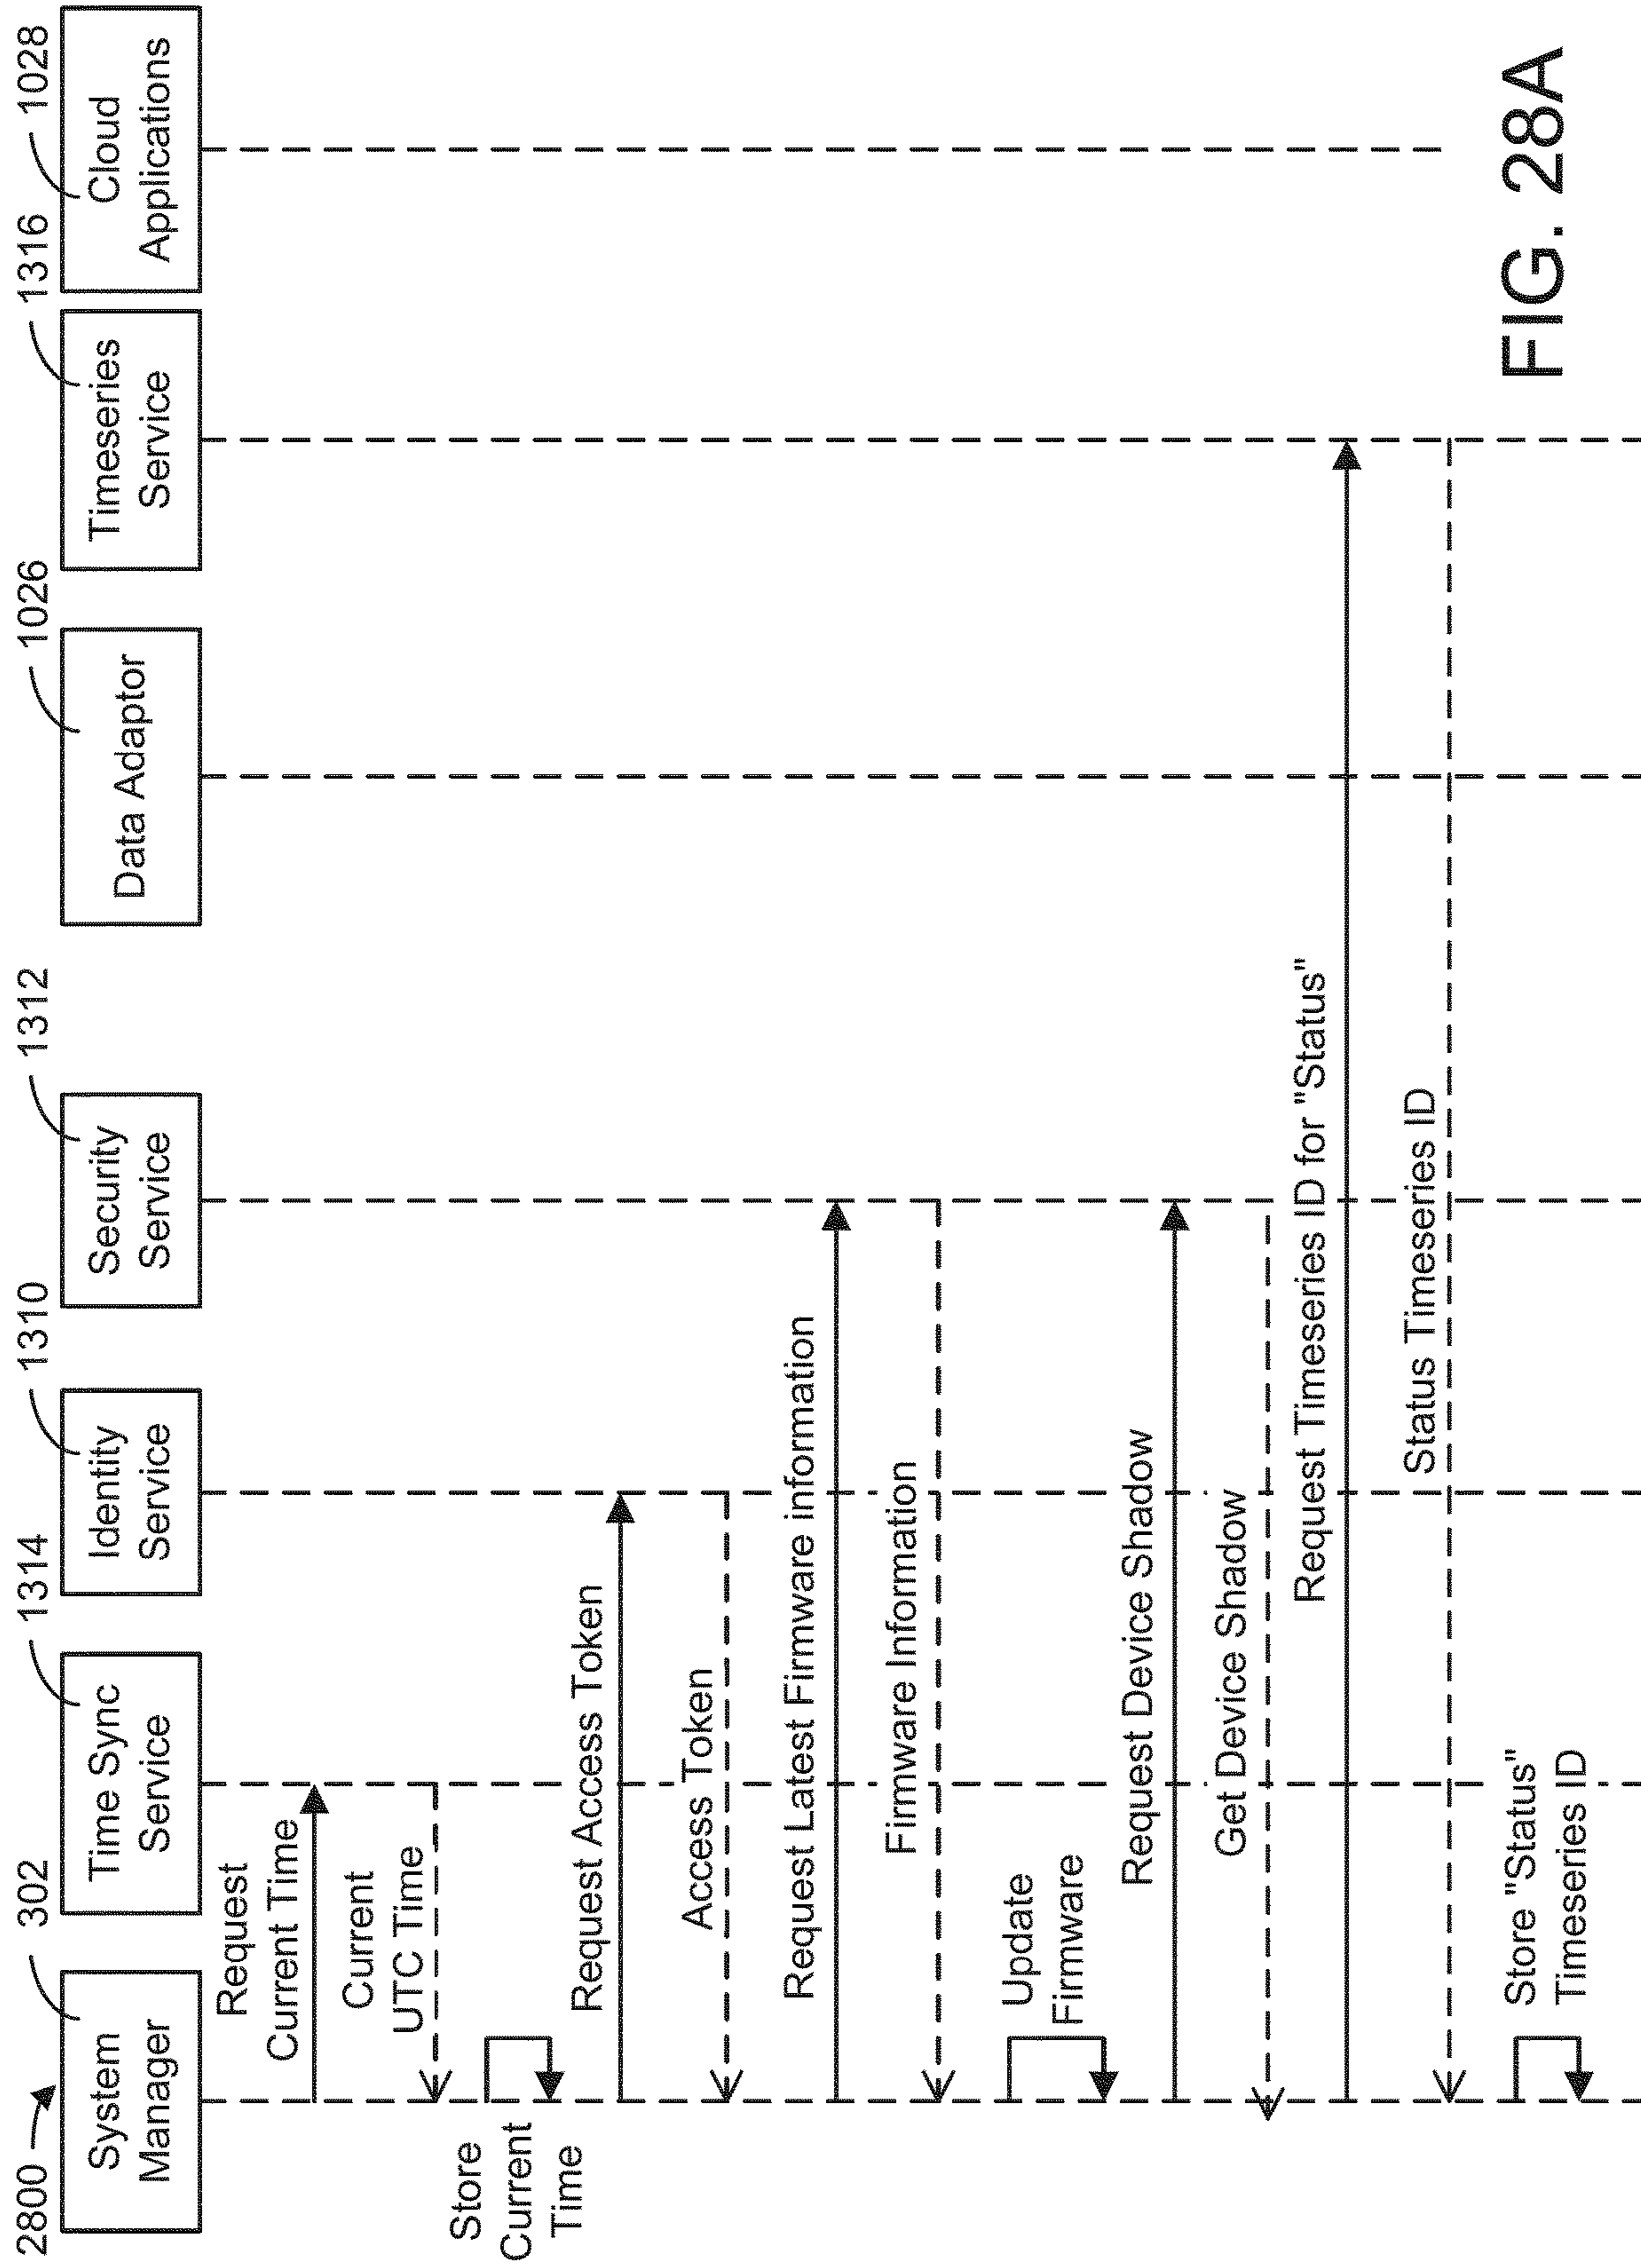 2800
302
System
Manager
1314
Time Sync
Service
1310
Identity
Service
1312
Security
Service
1026
Data Adaptor
1316
Timeseries
Service
1028
Cloud
Applications
Request
Current Time
Current
UTC Time
Store
Current
Time
Request Access Token
Access Token
Request Latest Firmware information
Firmware Information
Update
Firmware
Request Device Shadow
Get Device Shadow
Request Timeseries ID for "Status"
Status Timeseries ID
Store "Status"
Timeseries ID
FIG. 28A